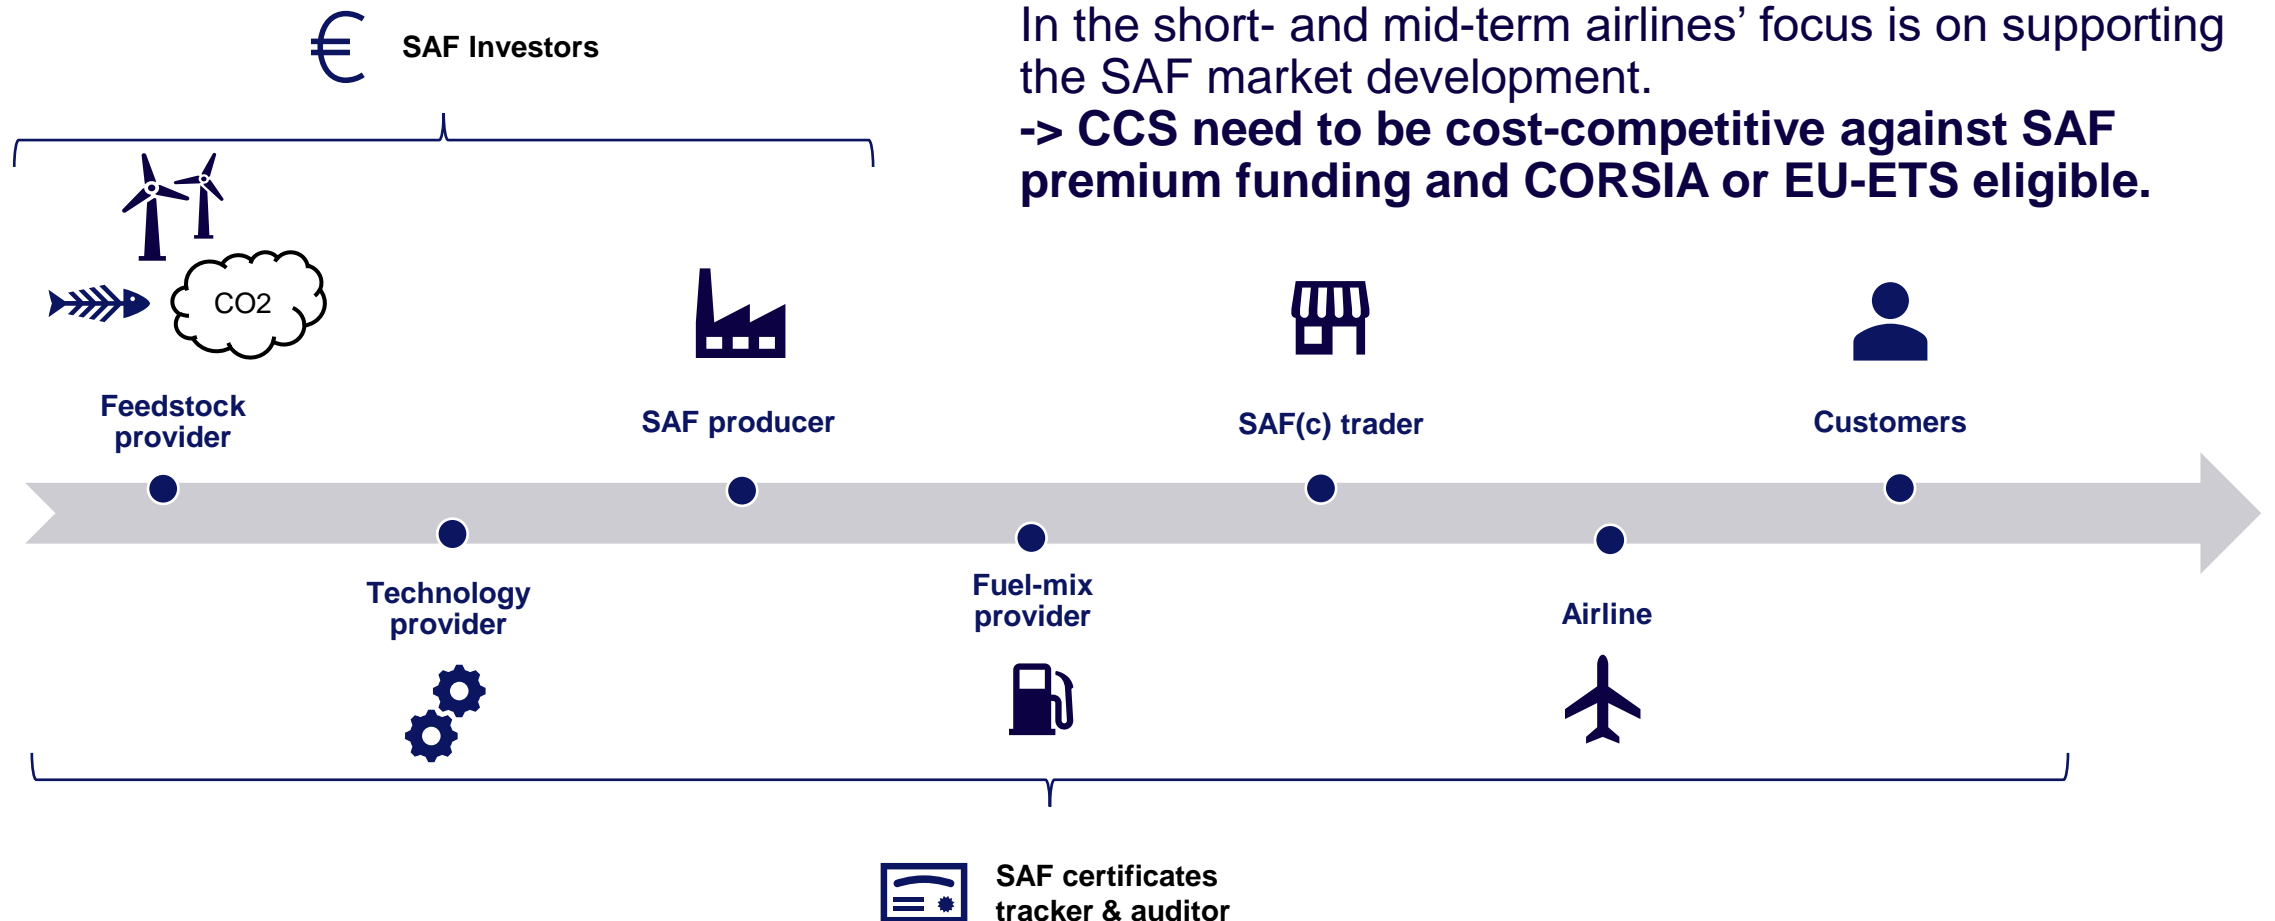 SAF Investors
In the short- and mid-term airlines’ focus is on supporting
the SAF market development.
-> CCS need to be cost-competitive against SAF
premium funding and CORSIA or EU-ETS eligible.
CO2
Feedstock
provider
SAF producer
SAF(c) trader
Customers
Technology
provider
Fuel-mix
provider
Airline
SAF certificates
tracker & auditor